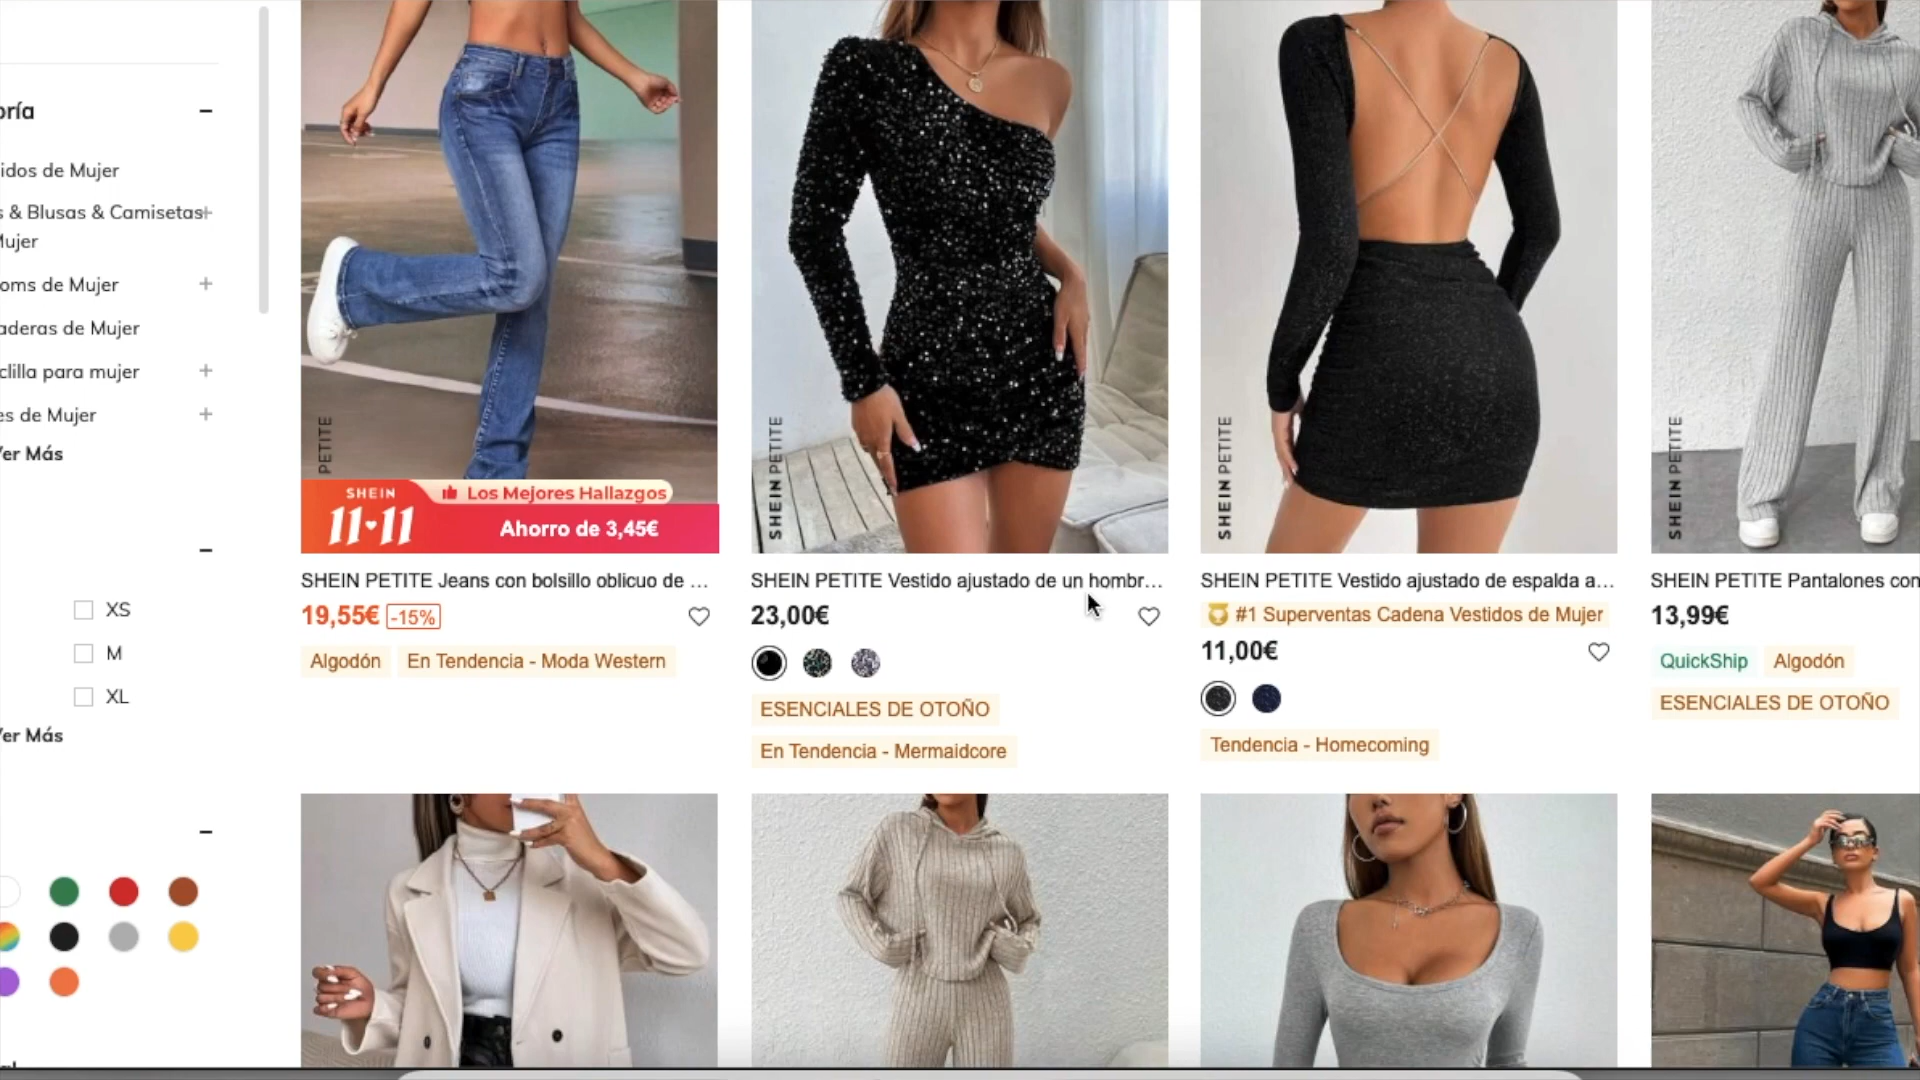 oría
idos de Mujer
s & Blusas & Camisetas
Mujer
oms de Mujer
aderas de Mujer
clilla para mujer
es de Mujer
Ver Más
XS
M
XL
Ver Más
PETITE
SHEIN
11·11
Los Mejores Hallazgos
Ahorro de 3,45€
SHEIN PETITE Jeans con bolsillo oblicuo de ...
19,55€ -15%
Algodón
En Tendencia - Moda Western
SHEIN PETITE
SHEIN PETITE Vestido ajustado de un hombr...
23,00€
ESENCIALES DE OTOÑO
En Tendencia - Mermaidcore
SHEIN PETITE
SHEIN PETITE Vestido ajustado de espalda a...
#1 Superventas Cadena Vestidos de Mujer
11,00€
Tendencia - Homecoming
SHEIN PETITE
SHEIN PETITE Pantalones con
13,99€
QuickShip
Algodón
ESENCIALES DE OTOÑO